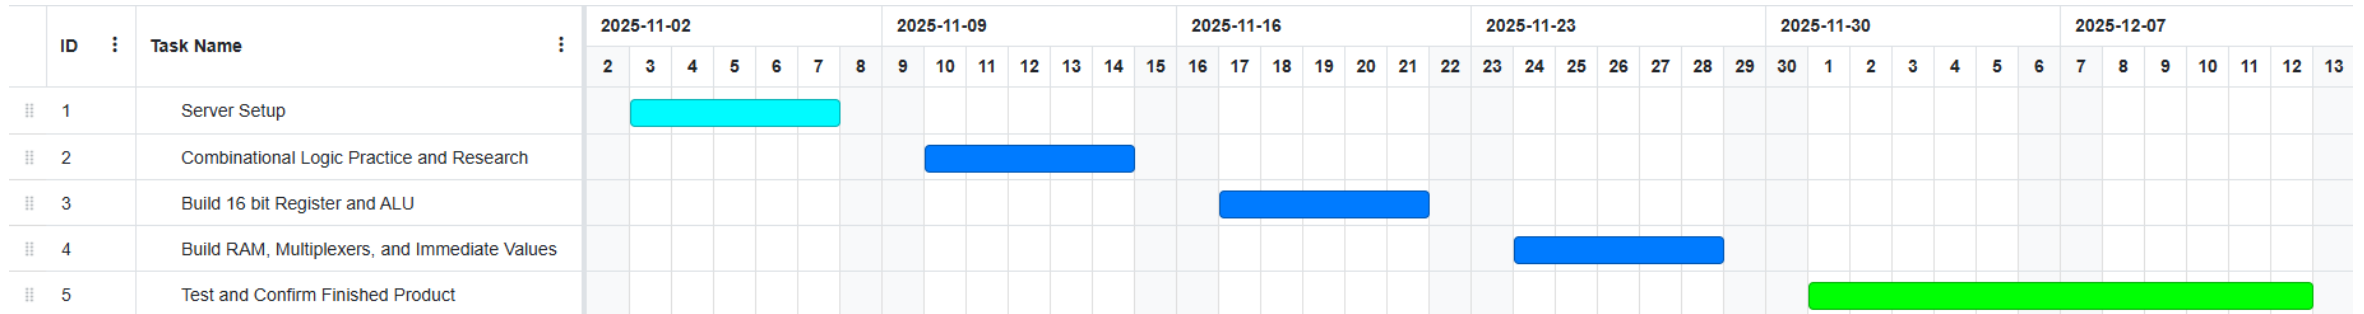 2025-11-02 2025-11-09 2025-11-16 2025-11-23 2025-11-30 2025-12-07
ID Task Name
2 3 4 5 6 7 8 9 10 11 12 13 14 15 16 17 18 19 20 21 22 23 24 25 26 27 28 29 30 1 2 3 4 5 6 7 8 9 10 11 12 13
1 Server Setup
2 Combinational Logic Practice and Research
3 Build 16 bit Register and ALU
4 Build RAM, Multiplexers, and Immediate Values
5 Test and Confirm Finished Product